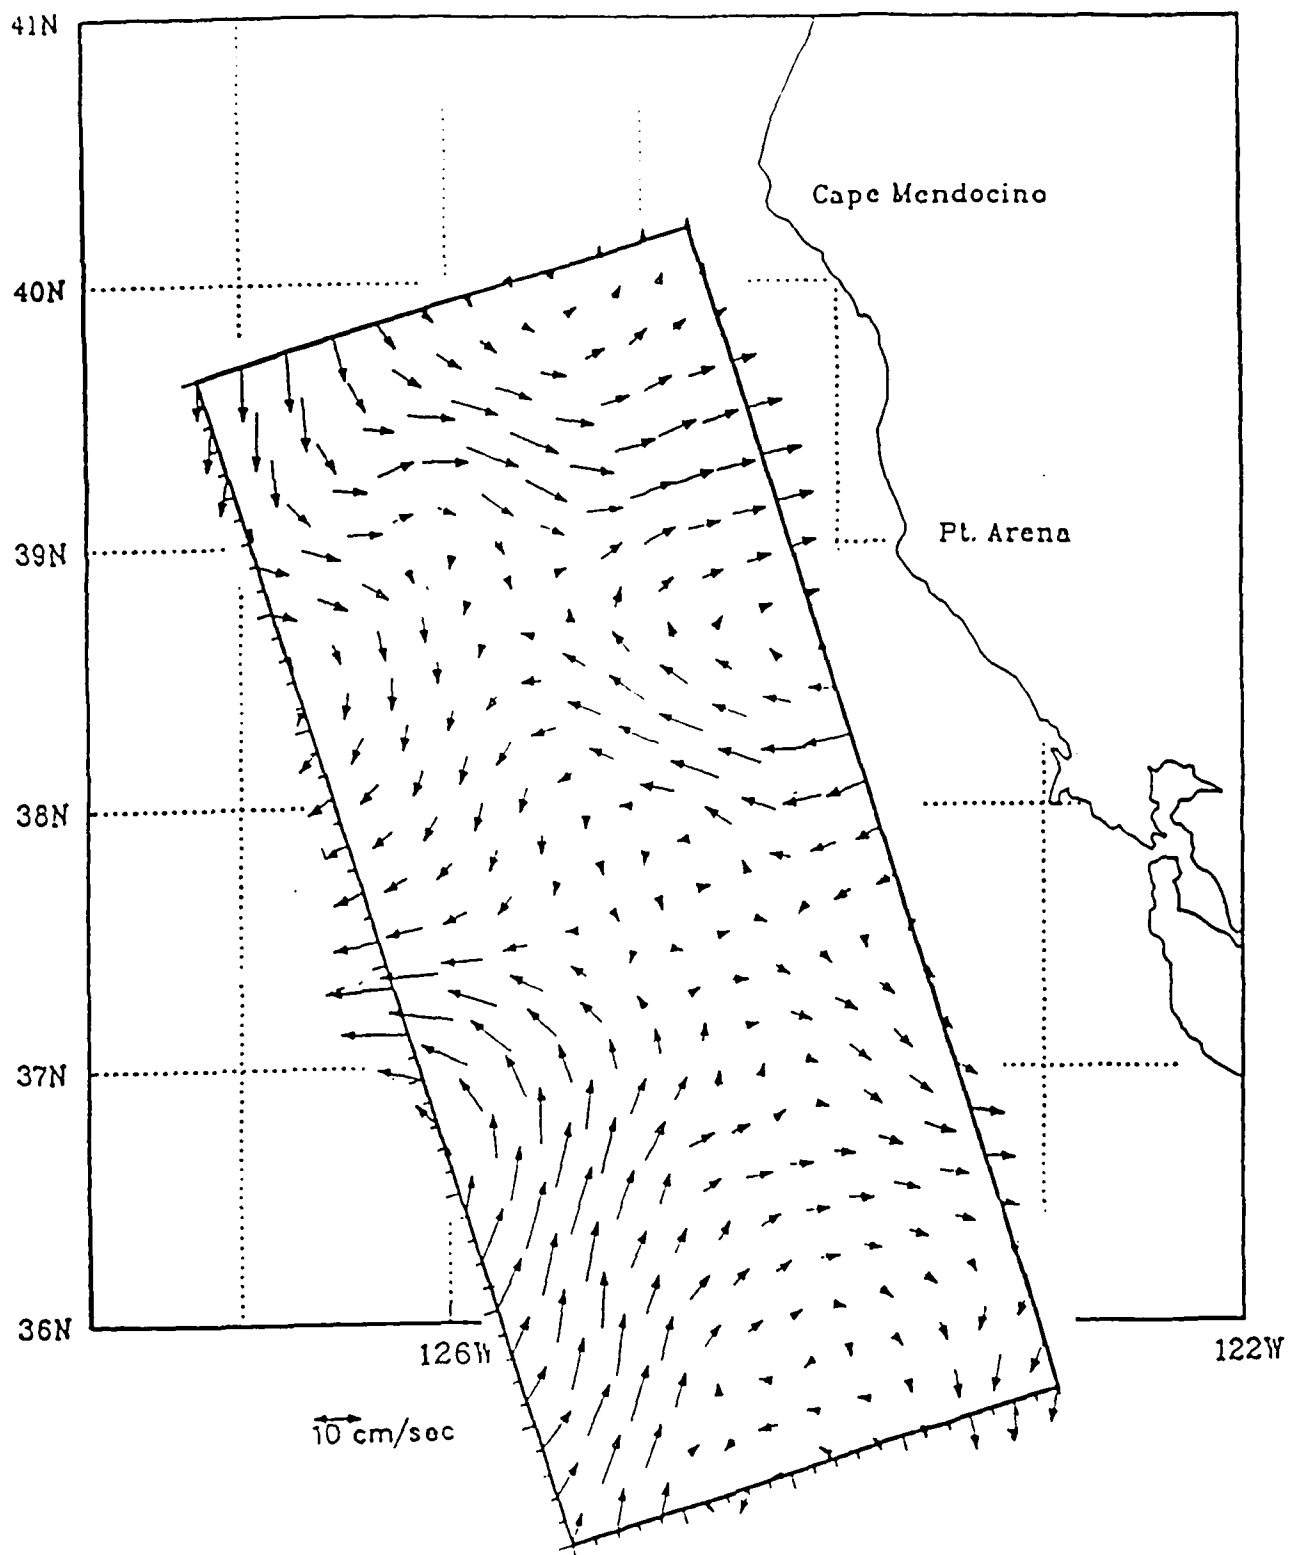 41N
Cape Mendocino
40N
Pt. Arena
39N
38N
37N
36N
126W
122W
10 cm/sec